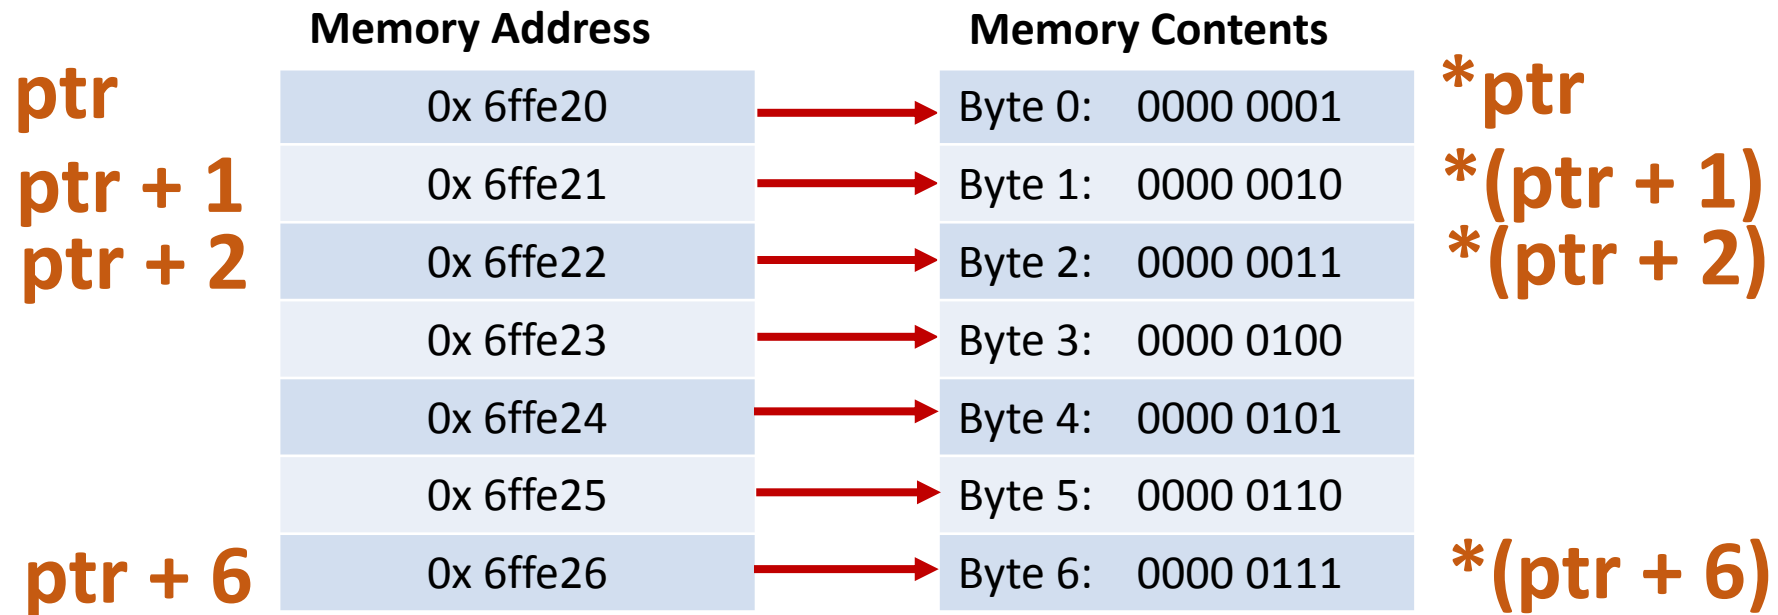 Memory Address Memory Contents
ptr 0x 6ffe20 Byte 0: 0000 0001 *ptr
ptr + 1 0x 6ffe21 Byte 1: 0000 0010 *(ptr + 1)
ptr + 2 0x 6ffe22 Byte 2: 0000 0011 *(ptr + 2)
0x 6ffe23 Byte 3: 0000 0100
0x 6ffe24 Byte 4: 0000 0101
0x 6ffe25 Byte 5: 0000 0110
ptr + 6 0x 6ffe26 Byte 6: 0000 0111 *(ptr + 6)